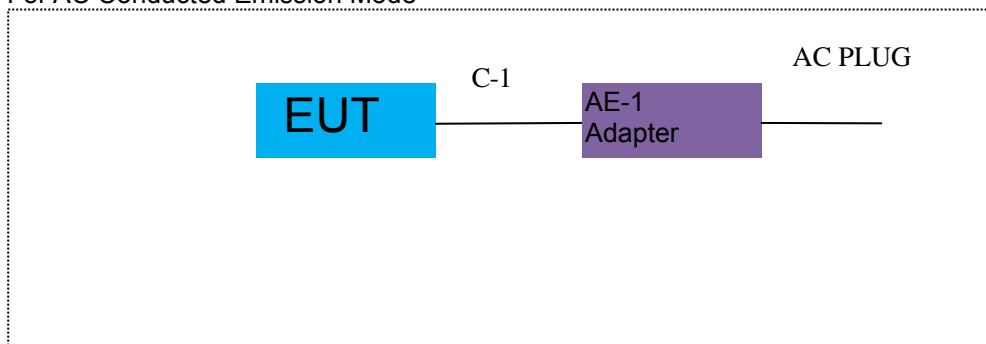 For AC Conducted Emission Mode
AC PLUG
C-1
EUT
AE-1
Adapter